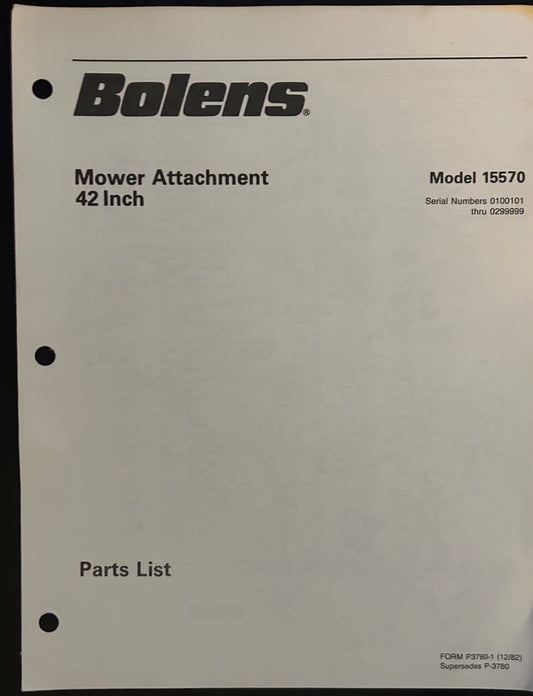 Bolens®
Mower Attachment
42 Inch
Model 15570
Serial Numbers 0100101
thru 0299999
Parts List
FORM P3780-1 (12/82)
Supersedes P-3780